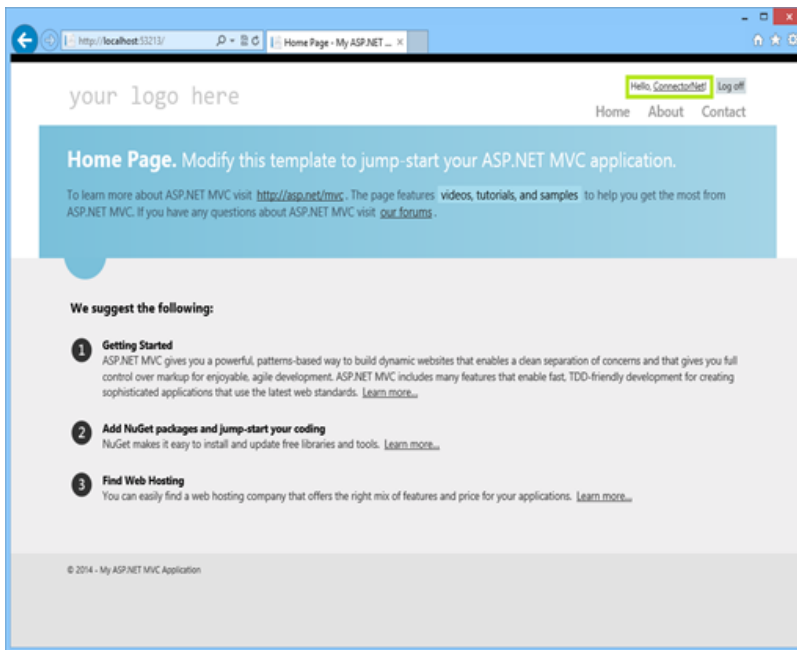 http://localhost:53213/
Home Page - My ASP.NET ...
your logo here
Hello, ConnectorNet! Log off
Home About Contact
Home Page. Modify this template to jump-start your ASP.NET MVC application.
To learn more about ASP.NET MVC visit http://asp.net/mvc. The page features videos, tutorials, and samples to help you get the most from
ASP.NET MVC. If you have any questions about ASP.NET MVC visit our forums.
We suggest the following:
1 Getting Started
ASP.NET MVC gives you a powerful, patterns-based way to build dynamic websites that enables a clean separation of concerns and that gives you full
control over markup for enjoyable, agile development. ASP.NET MVC includes many features that enable fast, TDD-friendly development for creating
sophisticated applications that use the latest web standards. Learn more...
2 Add NuGet packages and jump-start your coding
NuGet makes it easy to install and update free libraries and tools. Learn more...
3 Find Web Hosting
You can easily find a web hosting company that offers the right mix of features and price for your applications. Learn more...
© 2014 - My ASP.NET MVC Application